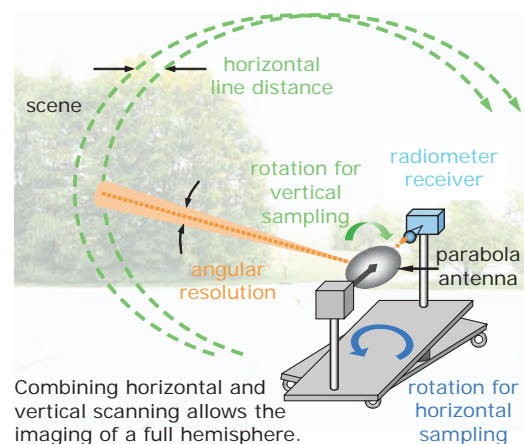 horizontal
line distance
scene
rotation for
vertical
sampling
radiometer
receiver
angular
resolution
parabola
antenna
Combining horizontal and
vertical scanning allows the
imaging of a full hemisphere.
rotation for
horizontal
sampling